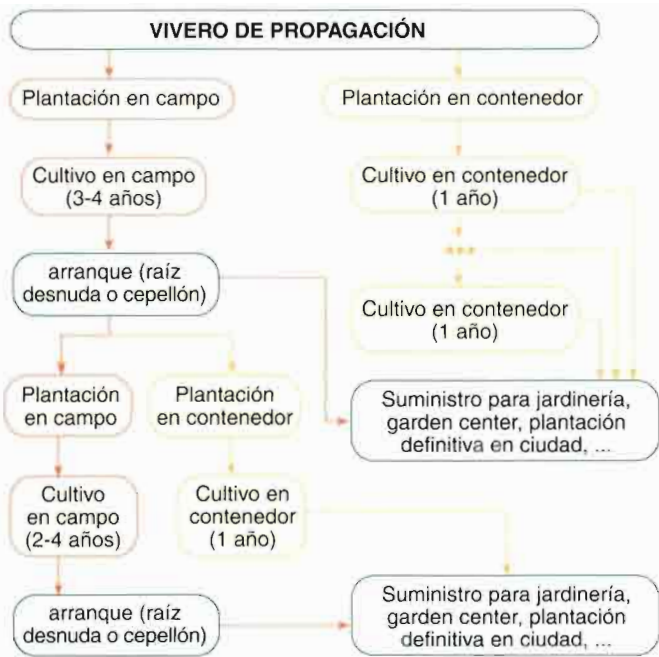 VIVERO DE PROPAGACIÓN
Plantación en campo
Plantación en contenedor
Cultivo en campo
(3-4 años)
Cultivo en contenedor
(1 año)
arranque (raíz
desnuda o cepellón)
Cultivo en contenedor
(1 año)
Plantación
en campo
Plantación
en contenedor
Suministro para jardinería,
garden center, plantación
definitiva en ciudad, ...
Cultivo
en campo
(2-4 años)
Cultivo en
contenedor
(1 año)
arranque (raíz
desnuda o cepellón)
Suministro para jardinería,
garden center, plantación
definitiva en ciudad, ...